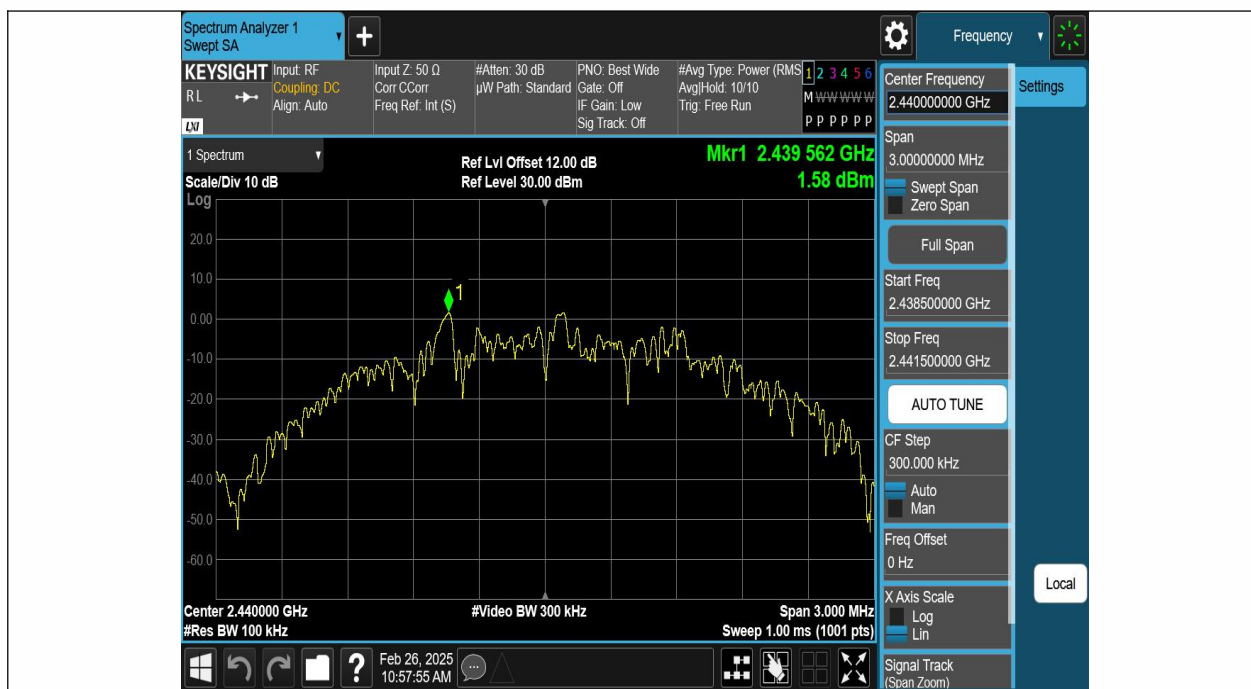 Spectrum Analyzer 1
Swept SA
+
Frequency
KEYSIGHT
RL
LXI
Input: RF
Coupling: DC
Align: Auto
Input Z: 50 Ω
Corr CCorr
Freq Ref: Int (S)
#Atten: 30 dB
µW Path: Standard
PNO: Best Wide
Gate: Off
IF Gain: Low
Sig Track: Off
#Avg Type: Power (RMS
Avg|Hold: 10/10
Trig: Free Run
1 2 3 4 5 6
M W W W W W
P P P P P P
1 Spectrum
Scale/Div 10 dB
Log
Ref Lvl Offset 12.00 dB
Ref Level 30.00 dBm
Mkr1 2.439 562 GHz
1.58 dBm
20.0
10.0
0.00
-10.0
-20.0
-30.0
-40.0
-50.0
-60.0
1
Center 2.440000 GHz
#Res BW 100 kHz
#Video BW 300 kHz
Span 3.000 MHz
Sweep 1.00 ms (1001 pts)
?
Feb 26, 2025
10:57:55 AM
Center Frequency
2.440000000 GHz
Settings
Span
3.00000000 MHz
Swept Span
Zero Span
Full Span
Start Freq
2.438500000 GHz
Stop Freq
2.441500000 GHz
AUTO TUNE
CF Step
300.000 kHz
Auto
Man
Freq Offset
0 Hz
Local
X Axis Scale
Log
Lin
Signal Track
(Span Zoom)